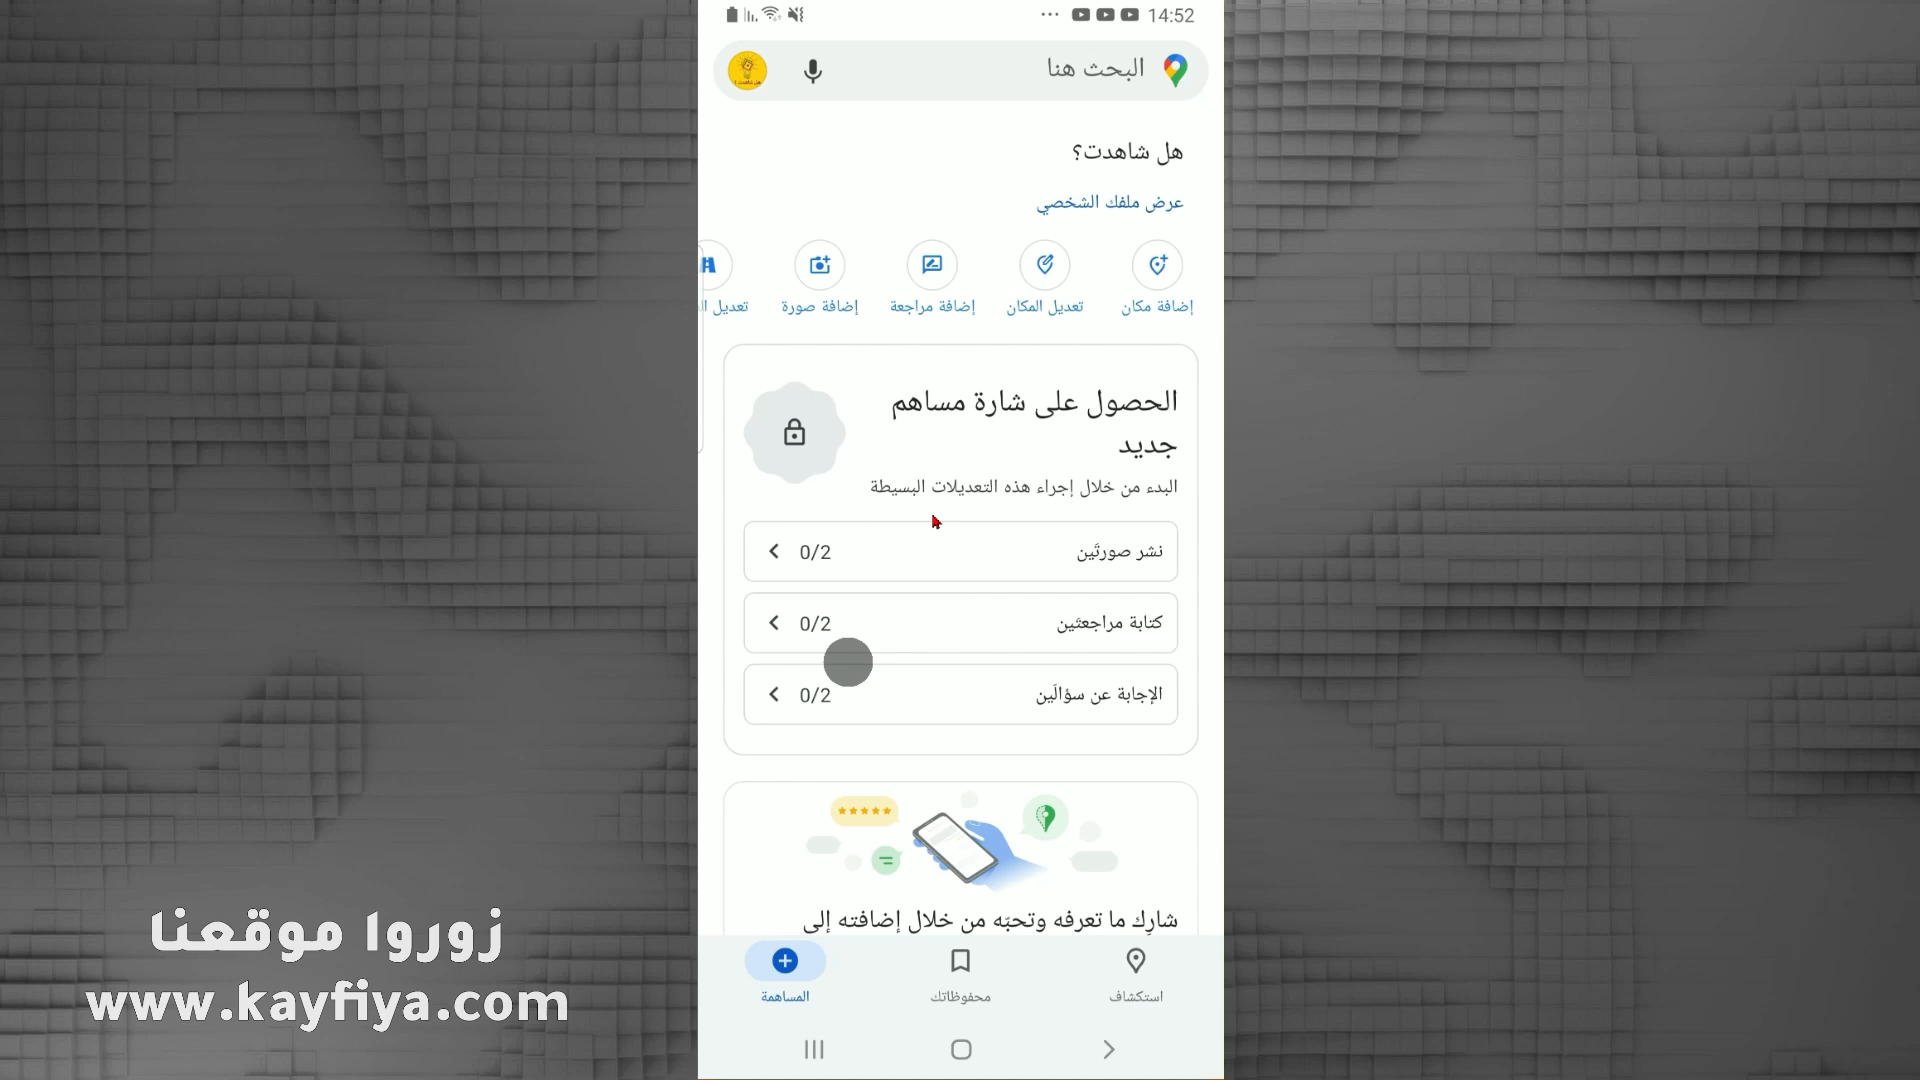 14:52
البحث هنا
هل شاهدت؟
عرض ملفك الشخصي
إضافة مكان
تعديل المكان
إضافة مراجعة
إضافة صورة
تعديل
الحصول على شارة مساهم
جديد
البدء من خلال إجراء هذه التعديلات البسيطة
نشر صورتَين 0/2
كتابة مراجعتين 0/2
الإجابة عن سؤالَين 0/2
شارِك ما تعرفه وتحبّه من خلال إضافته إلى
استكشاف
محفوظاتك
المساهمة
زوروا موقعنا
www.kayfiya.com